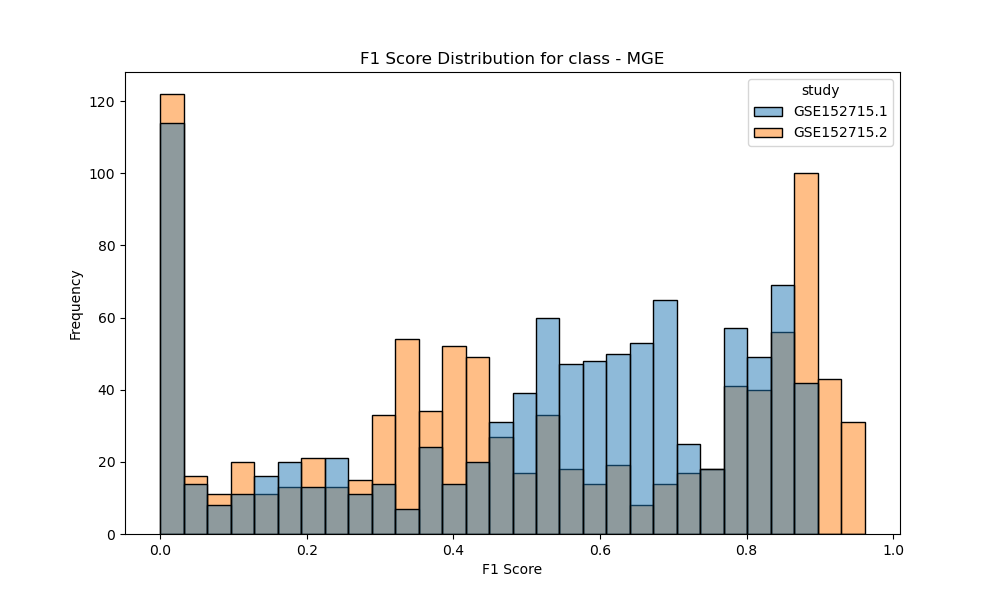 F1 Score Distribution for class - MGE
study
GSE152715.1
GSE152715.2
Frequency
120
100
80
60
40
20
0
0.0 0.2 0.4 0.6 0.8 1.0
F1 Score